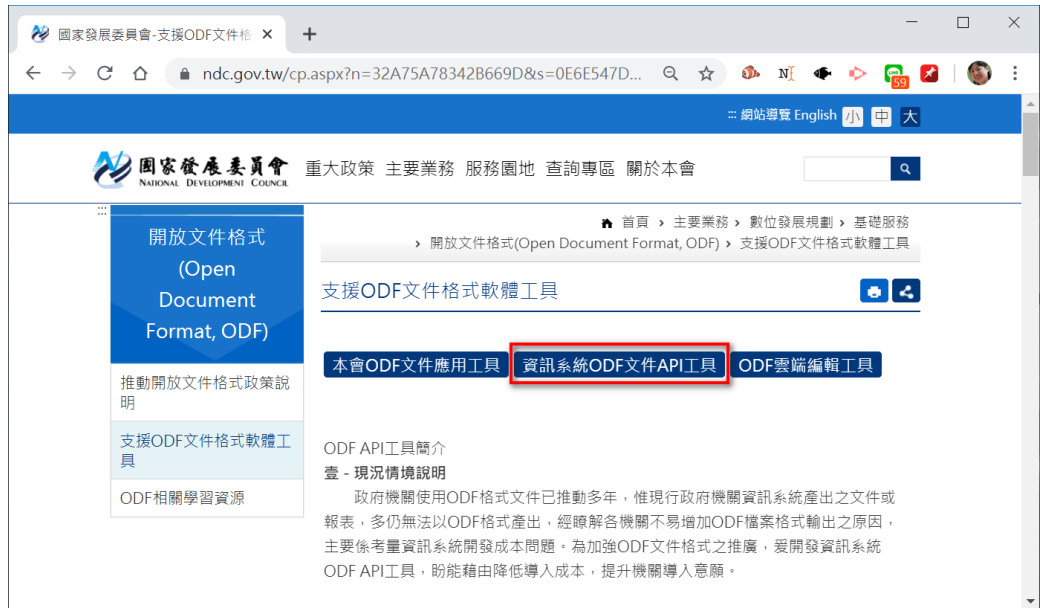 國家發展委員會-支援ODF文件格
ndc.gov.tw/cp.aspx?n=32A75A78342B669D&s=0E6E547D...
59
::: 網站導覽 English 小 中 大
國家發展委員會
NATIONAL DEVELOPMENT COUNCIL
重大政策 主要業務 服務園地 查詢專區 關於本會
:::
開放文件格式
(Open
Document
Format, ODF)
推動開放文件格式政策說
明
支援ODF文件格式軟體工
具
ODF相關學習資源
首頁 › 主要業務 › 數位發展規劃 › 基礎服務
› 開放文件格式(Open Document Format, ODF) › 支援ODF文件格式軟體工具
支援ODF文件格式軟體工具
本會ODF文件應用工具 資訊系統ODF文件API工具 ODF雲端編輯工具
ODF API工具簡介
壹 - 現況情境說明
政府機關使用ODF格式文件已推動多年，惟現行政府機關資訊系統產出之文件或
報表，多仍無法以ODF格式產出，經瞭解各機關不易增加ODF檔案格式輸出之原因，
主要係考量資訊系統開發成本問題。為加強ODF文件格式之推廣，爰開發資訊系統
ODF API工具，盼能藉由降低導入成本，提升機關導入意願。